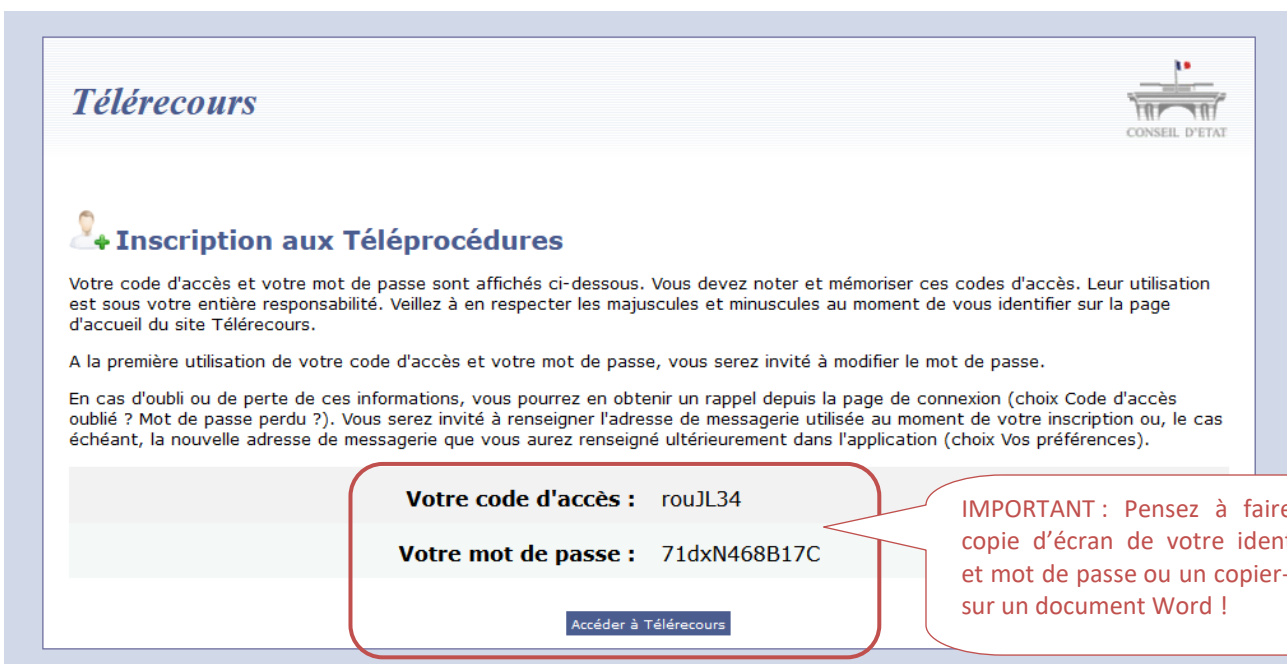 Télérecours
CONSEIL D'ETAT
Inscription aux Téléprocédures
Votre code d'accès et votre mot de passe sont affichés ci-dessous. Vous devez noter et mémoriser ces codes d'accès. Leur utilisation
est sous votre entière responsabilité. Veillez à en respecter les majuscules et minuscules au moment de vous identifier sur la page
d'accueil du site Télérecours.
A la première utilisation de votre code d'accès et votre mot de passe, vous serez invité à modifier le mot de passe.
En cas d'oubli ou de perte de ces informations, vous pourrez en obtenir un rappel depuis la page de connexion (choix Code d'accès
oublié ? Mot de passe perdu ?). Vous serez invité à renseigner l'adresse de messagerie utilisée au moment de votre inscription ou, le cas
échéant, la nouvelle adresse de messagerie que vous aurez renseigné ultérieurement dans l'application (choix Vos préférences).
Votre code d'accès : rouJL34
Votre mot de passe : 71dxN468B17C
Accéder à Télérecours
IMPORTANT : Pensez à faire
copie d'écran de votre ident
et mot de passe ou un copier-
sur un document Word !